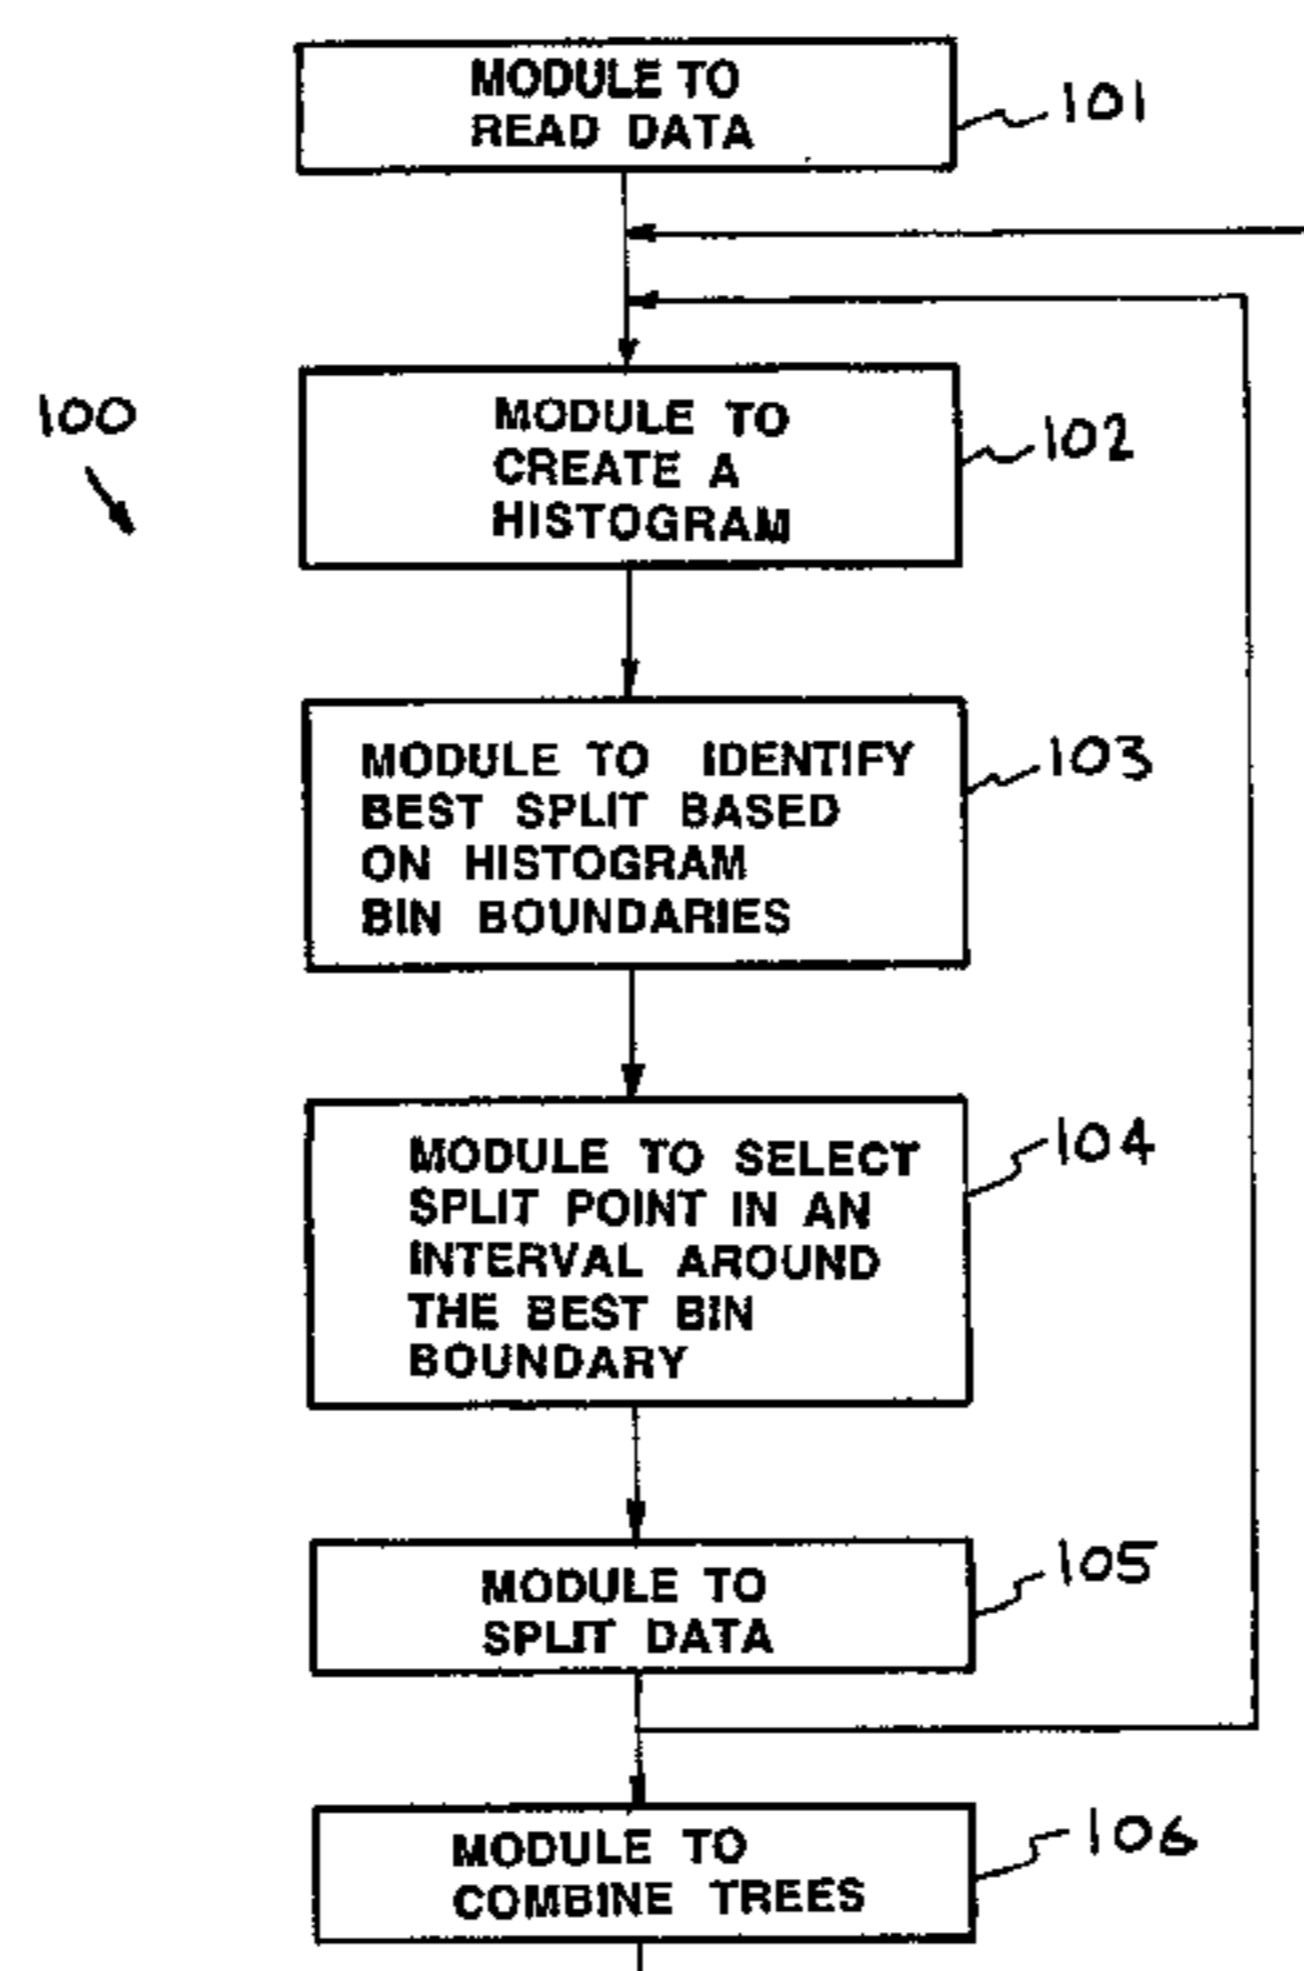 MODULE TO
READ DATA
101
100
MODULE TO
CREATE A
HISTOGRAM
102
MODULE TO IDENTIFY
BEST SPLIT BASED
ON HISTOGRAM
BIN BOUNDARIES
103
MODULE TO SELECT
SPLIT POINT IN AN
INTERVAL AROUND
THE BEST BIN
BOUNDARY
104
MODULE TO
SPLIT DATA
105
MODULE TO
COMBINE TREES
106